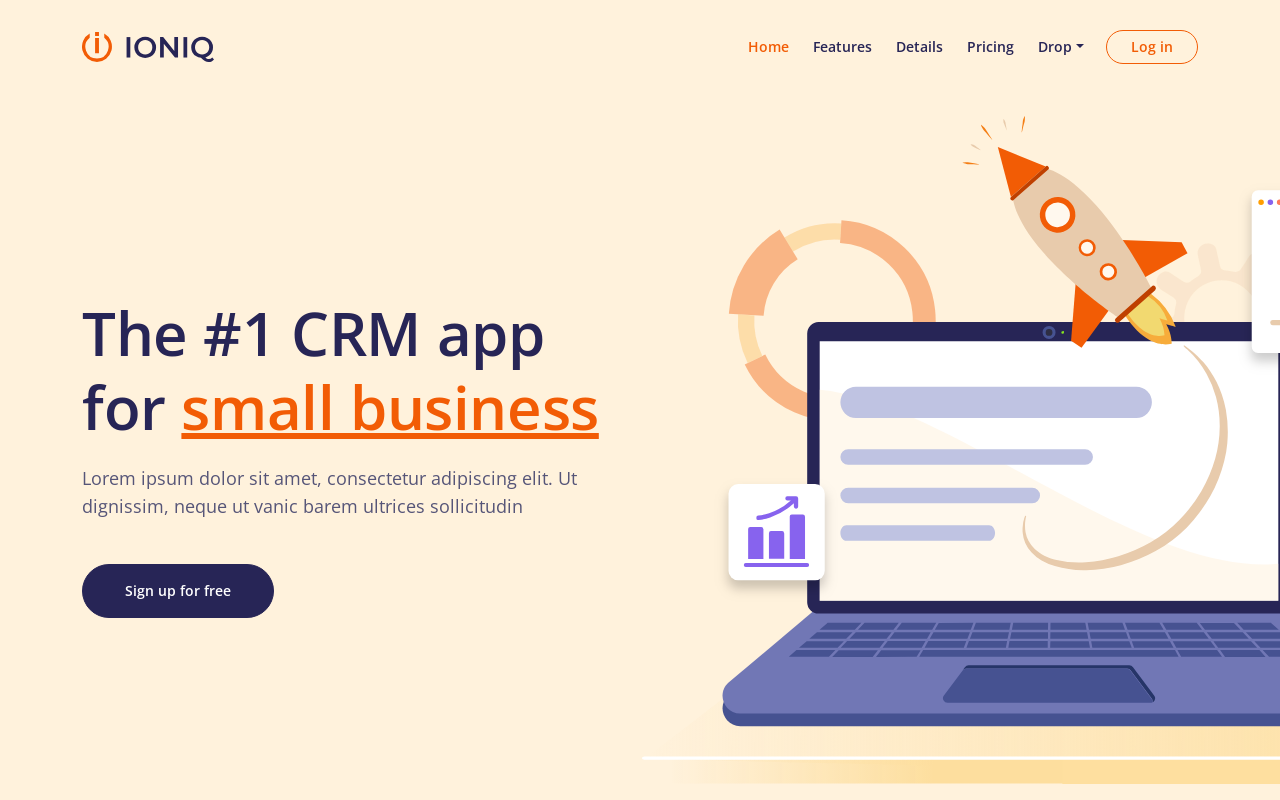 IONIQ
Home Features Details Pricing Drop Log in
The #1 CRM app
for small business
Lorem ipsum dolor sit amet, consectetur adipiscing elit. Ut
dignissim, neque ut vanic barem ultrices sollicitudin
Sign up for free